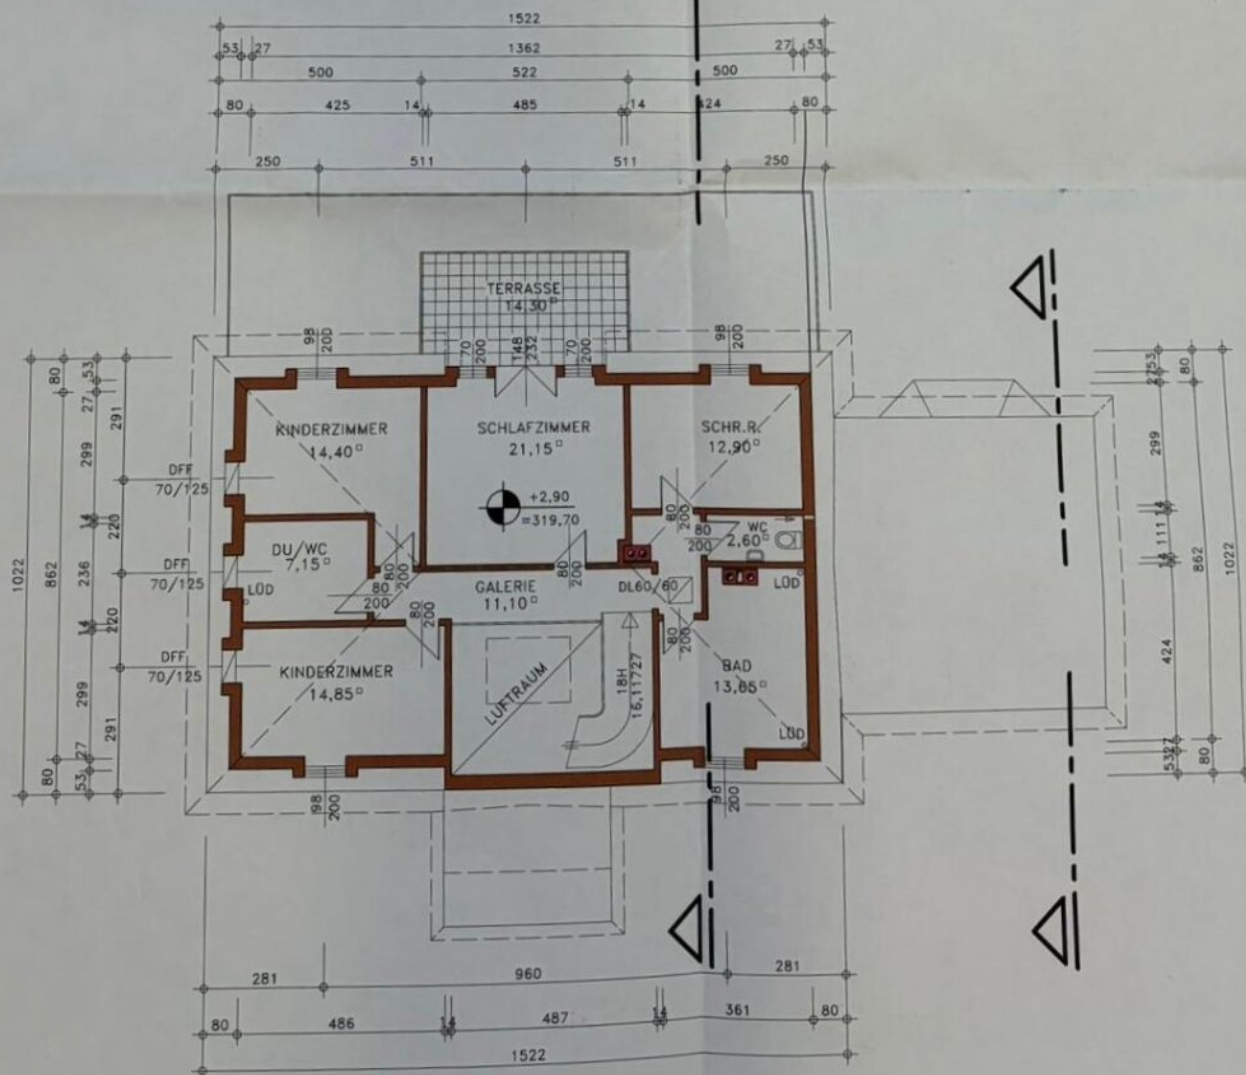 1522
53 27 1362 27 53
500 522 500
80 425 14 485 14 424 80
250 511 511 250
TERRASSE
14,30
98
200
70
200
148
232
70
200
98
200
KINDERZIMMER
14,40
SCHLAFZIMMER
21,15
SCHR.R.
12,90
+2,90
=319,70
80
200
80
200
WC
2,60
DU/WC
7,15
LÜD
80
200
80
200
80
200
80
200
GALERIE
11,10
DL60/60
LÜD
80
200
KINDERZIMMER
14,85
LUFTRAUM
18H
16,11727
BAD
13,65
LÜD
98
200
98
200
DFF
70/125
DFF
70/125
DFF
70/125
1022
80 862 80
53 27 299 14 236 14 299 27 53
291 220 220 291
53 27 299 14 111 14 424 27 53
80 862 80
1022
281 960 281
80 486 14 487 14 361 80
1522